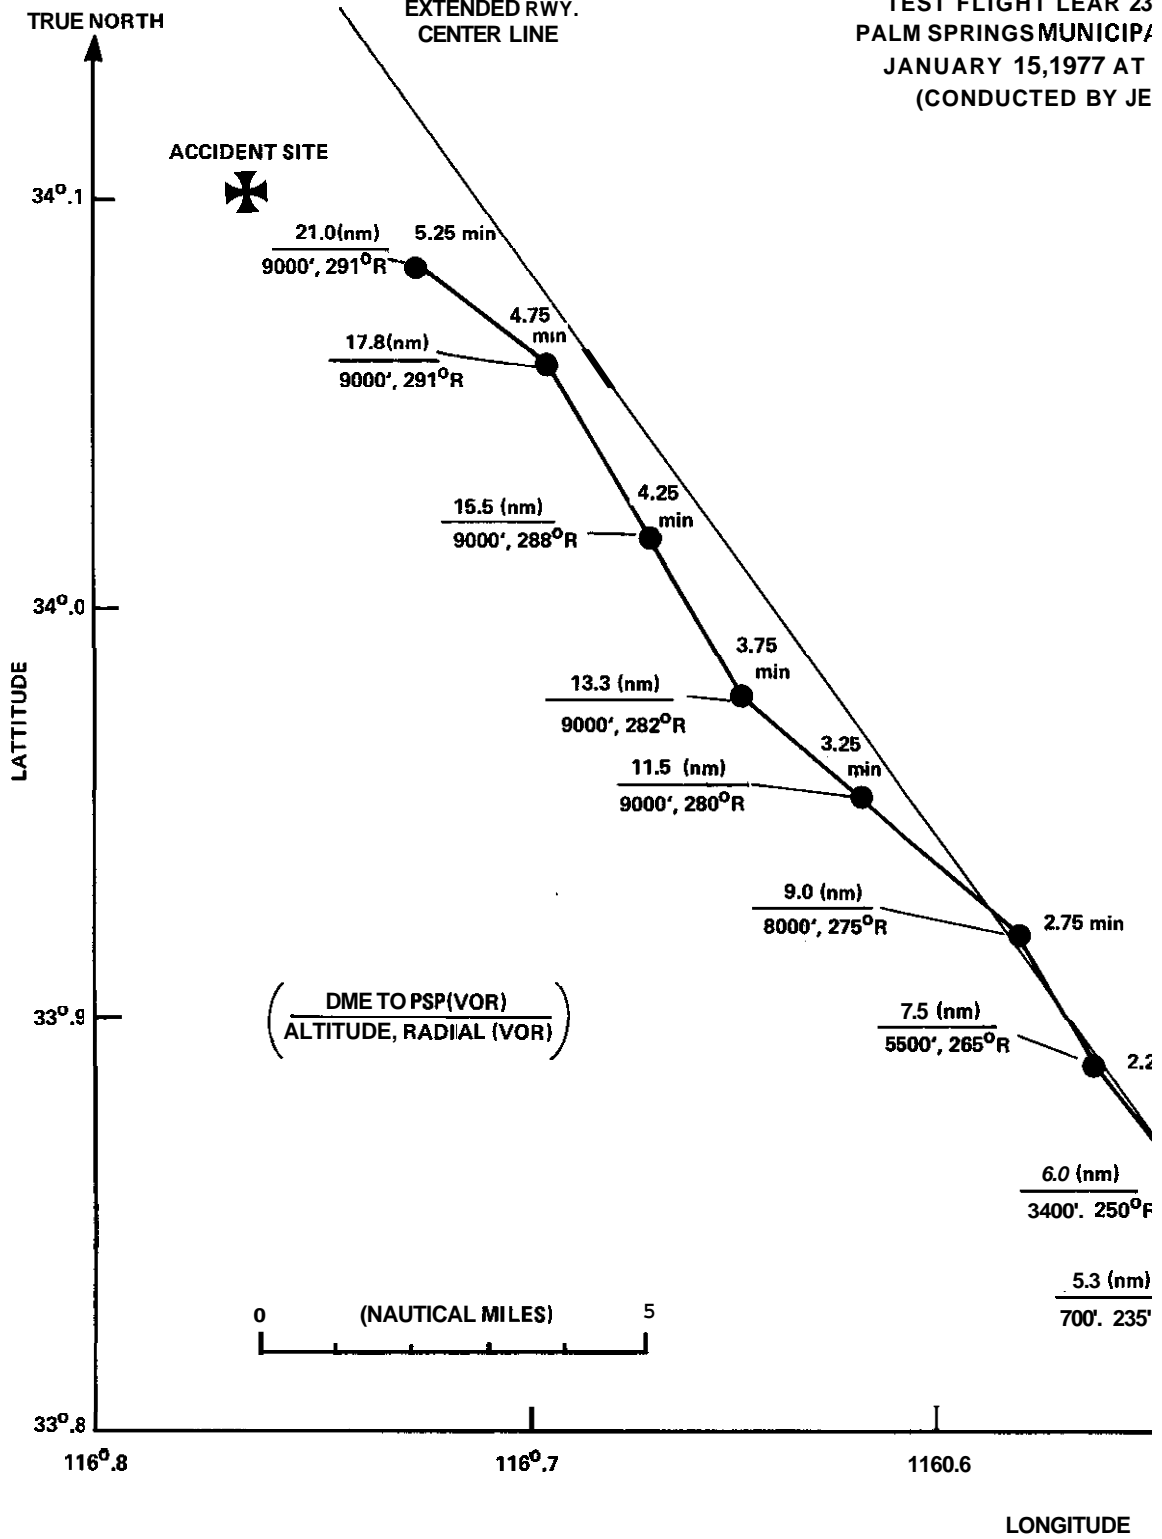 TRUE NORTH
EXTENDED RWY.
CENTER LINE
TEST FLIGHT LEAR 23
PALM SPRINGS MUNICIPA
JANUARY 15,1977 AT
(CONDUCTED BY JE
ACCIDENT SITE
34°.1
21.0(nm)
9000', 291°R
5.25 min
17.8(nm)
9000', 291°R
4.75
min
15.5 (nm)
9000', 288°R
4.25
min
34°.0
LATTITUDE
13.3 (nm)
9000', 282°R
3.75
min
11.5 (nm)
9000', 280°R
3.25
min
9.0 (nm)
8000', 275°R
2.75 min
33°.9
DME TO PSP(VOR)
ALTITUDE, RADIAL (VOR)
7.5 (nm)
5500', 265°R
2.2
6.0 (nm)
3400'. 250°R
5.3 (nm)
700'. 235'
0 (NAUTICAL MILES) 5
33°.8
116°.8
116°.7
1160.6
LONGITUDE